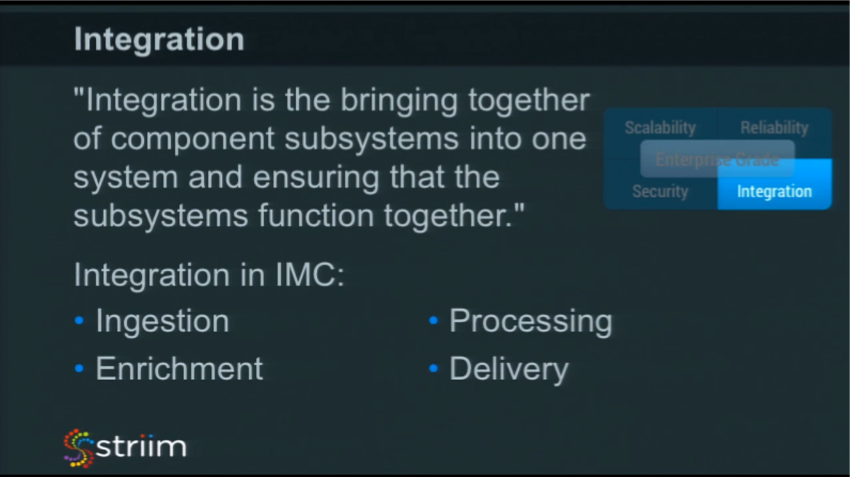 Integration
"Integration is the bringing together
of component subsystems into one
system and ensuring that the
subsystems function together."
Scalability Reliability
Enterprise Grade
Security Integration
Integration in IMC:
• Ingestion • Processing
• Enrichment • Delivery
striim